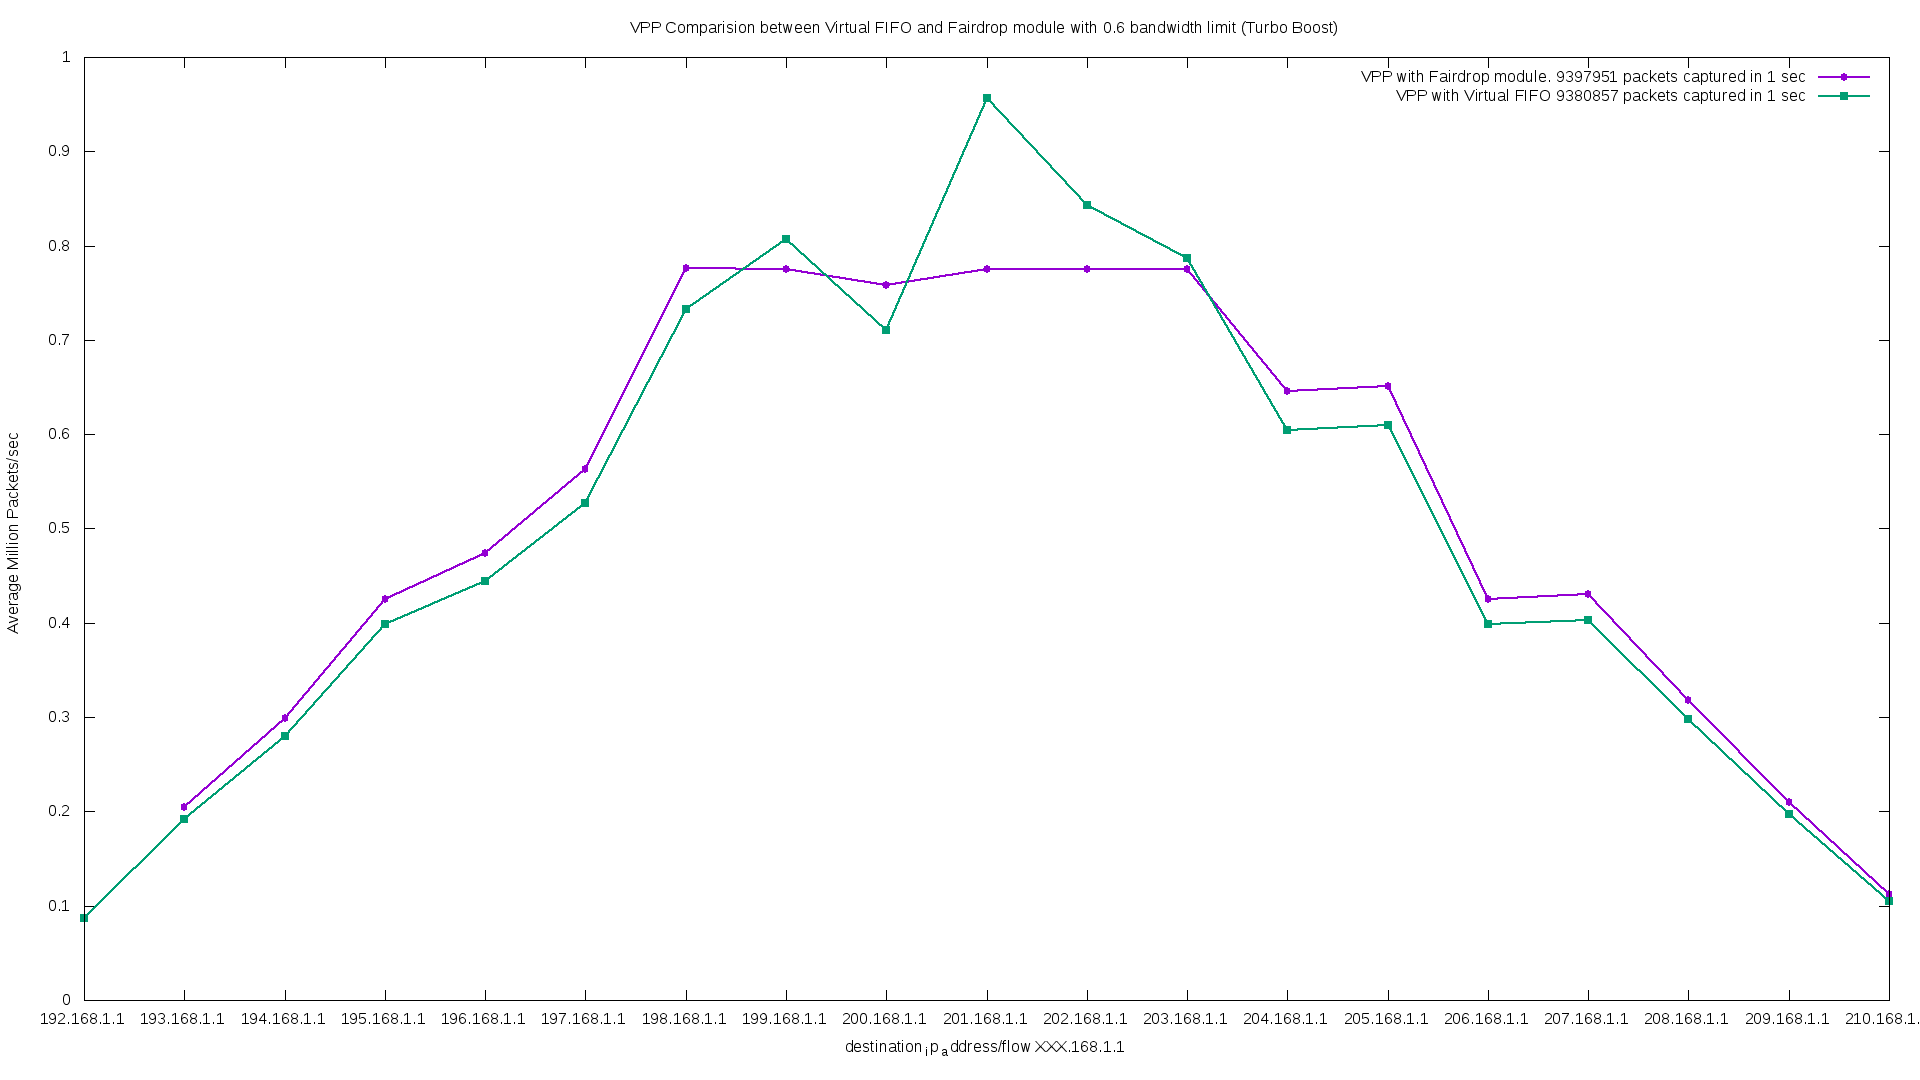 VPP Comparision between Virtual FIFO and Fairdrop module with 0.6 bandwidth limit (Turbo Boost)
VPP with Fairdrop module. 9397951 packets captured in 1 sec
VPP with Virtual FIFO 9380857 packets captured in 1 sec
1
0.9
0.8
0.7
0.6
0.5
0.4
0.3
0.2
0.1
0
Average Million Packets/sec
192.168.1.1 193.168.1.1 194.168.1.1 195.168.1.1 196.168.1.1 197.168.1.1 198.168.1.1 199.168.1.1 200.168.1.1 201.168.1.1 202.168.1.1 203.168.1.1 204.168.1.1 205.168.1.1 206.168.1.1 207.168.1.1 208.168.1.1 209.168.1.1 210.168.1.
destination ip address/flow XXX.168.1.1